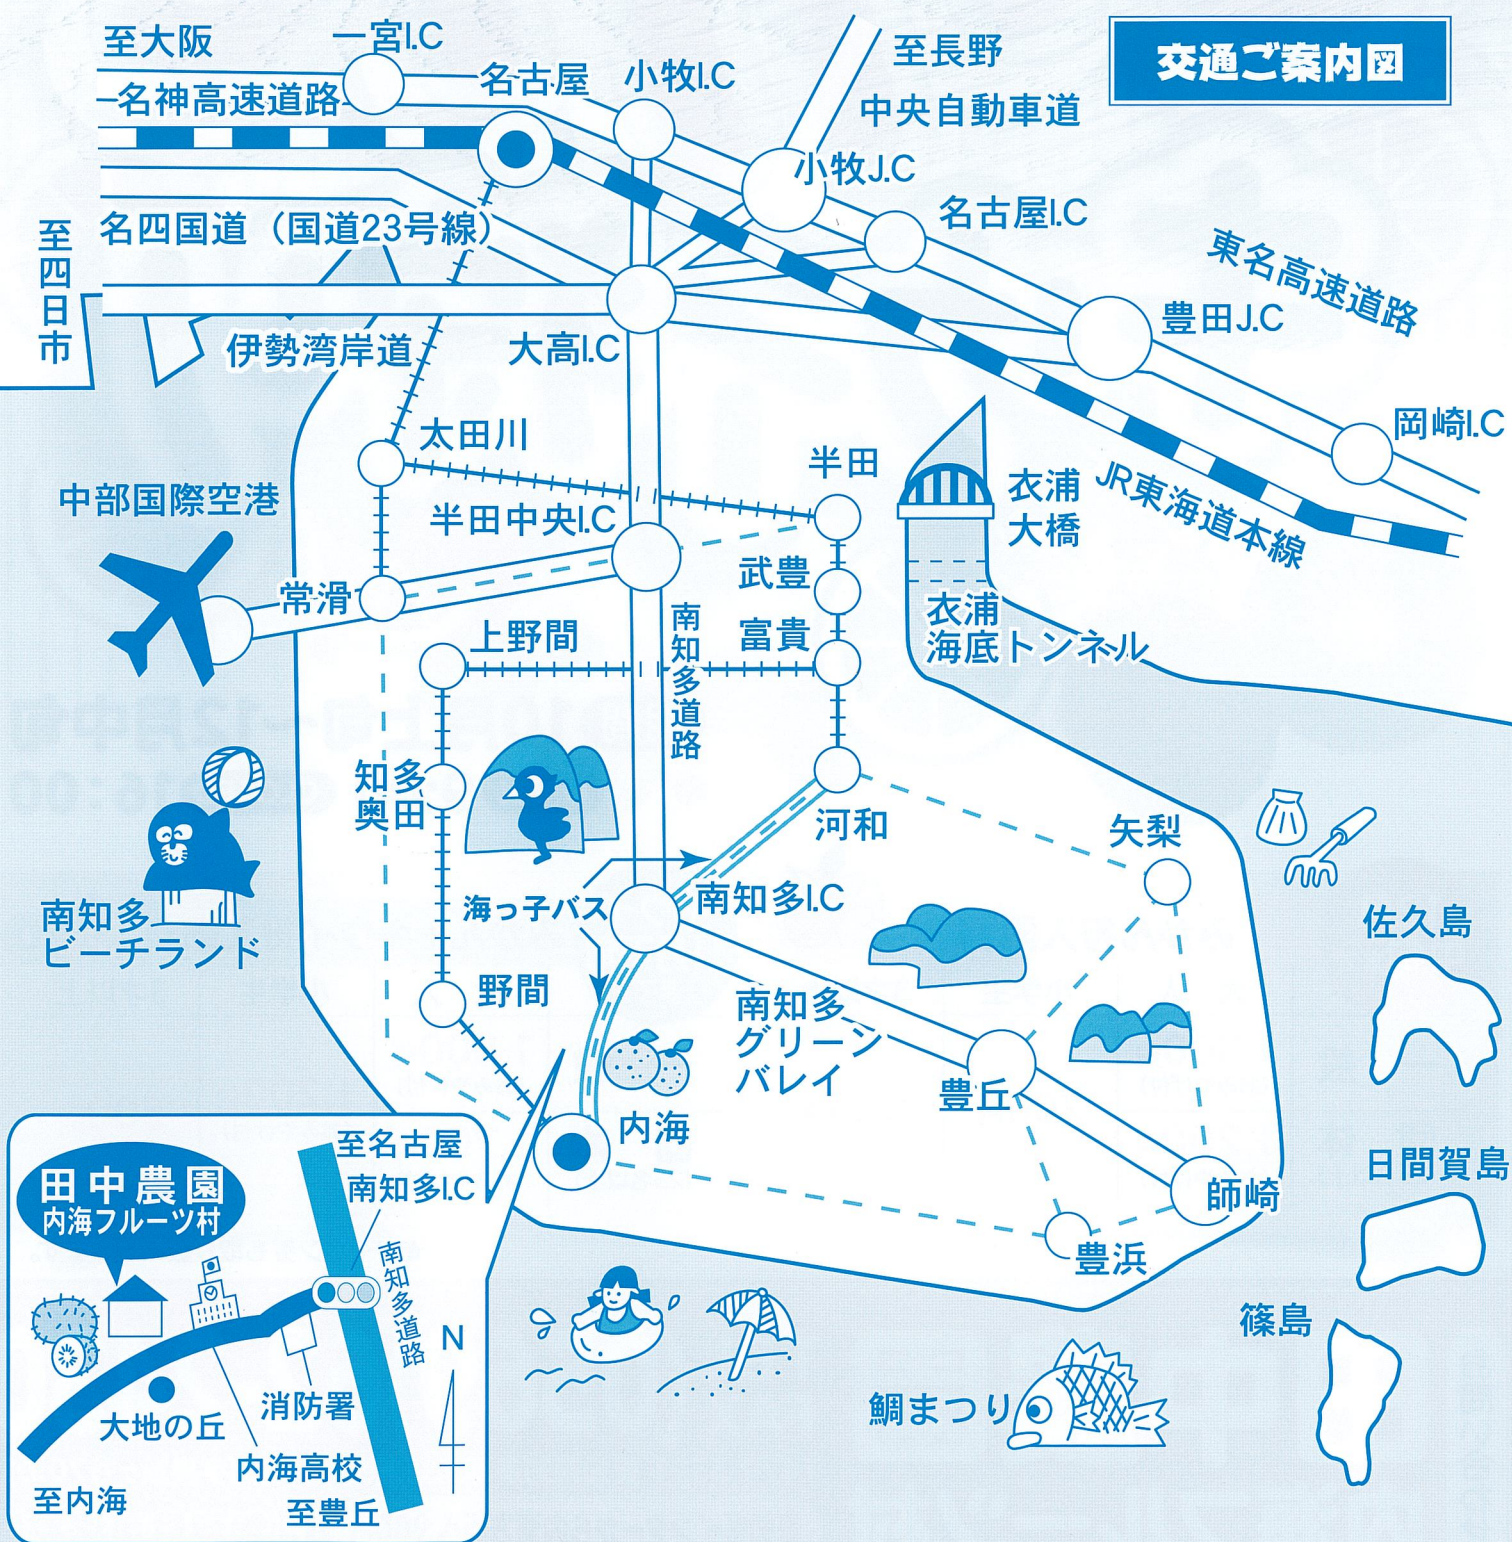 交通ご案内図
至大阪
一宮I.C
名古屋
小牧I.C
至長野
中央自動車道
名神高速道路
小牧J.C
名古屋I.C
名四国道（国道23号線）
至四日市
東名高速道路
豊田J.C
伊勢湾岸道
大高I.C
岡崎I.C
太田川
半田
衣浦
大橋
JR東海道本線
中部国際空港
半田中央I.C
武豊
常滑
衣浦
海底トンネル
上野間
富貴
南知多道路
知多
奥田
河和
矢梨
南知多
ビーチランド
海っ子バス
南知多I.C
佐久島
野間
南知多
グリーン
バレイ
豊丘
内海
日間賀島
師崎
豊浜
篠島
鯛まつり
田中農園
内海フルーツ村
至名古屋
南知多I.C
南知多道路
N
消防署
大地の丘
内海高校
至内海
至豊丘